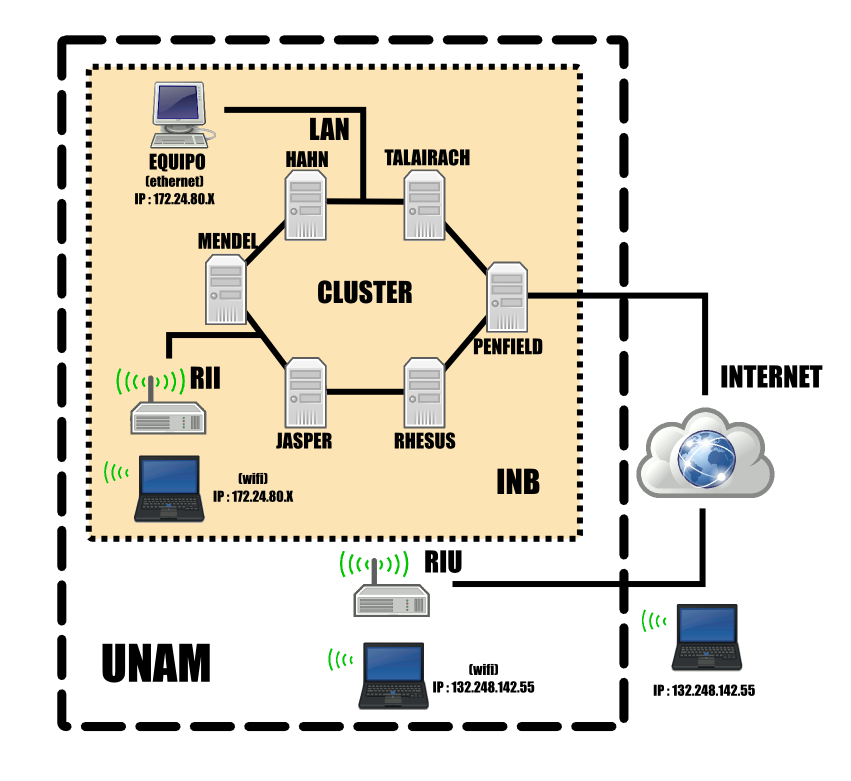 LAN
EQUIPO
(ethernet)
IP : 172.24.80.X
HAHN
TALAIRACH
MENDEL
CLUSTER
PENFIELD
RII
INTERNET
JASPER
RHESUS
(wifi)
IP : 172.24.80.X
INB
RIU
UNAM
(wifi)
IP : 132.248.142.55
IP : 132.248.142.55